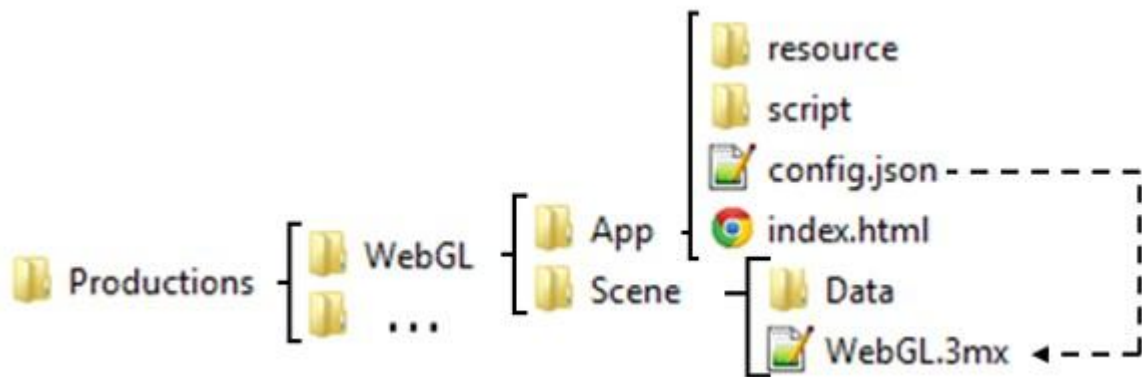 resource
script
config.json
index.html
App
WebGL
Productions
Scene
...
Data
WebGL.3mx